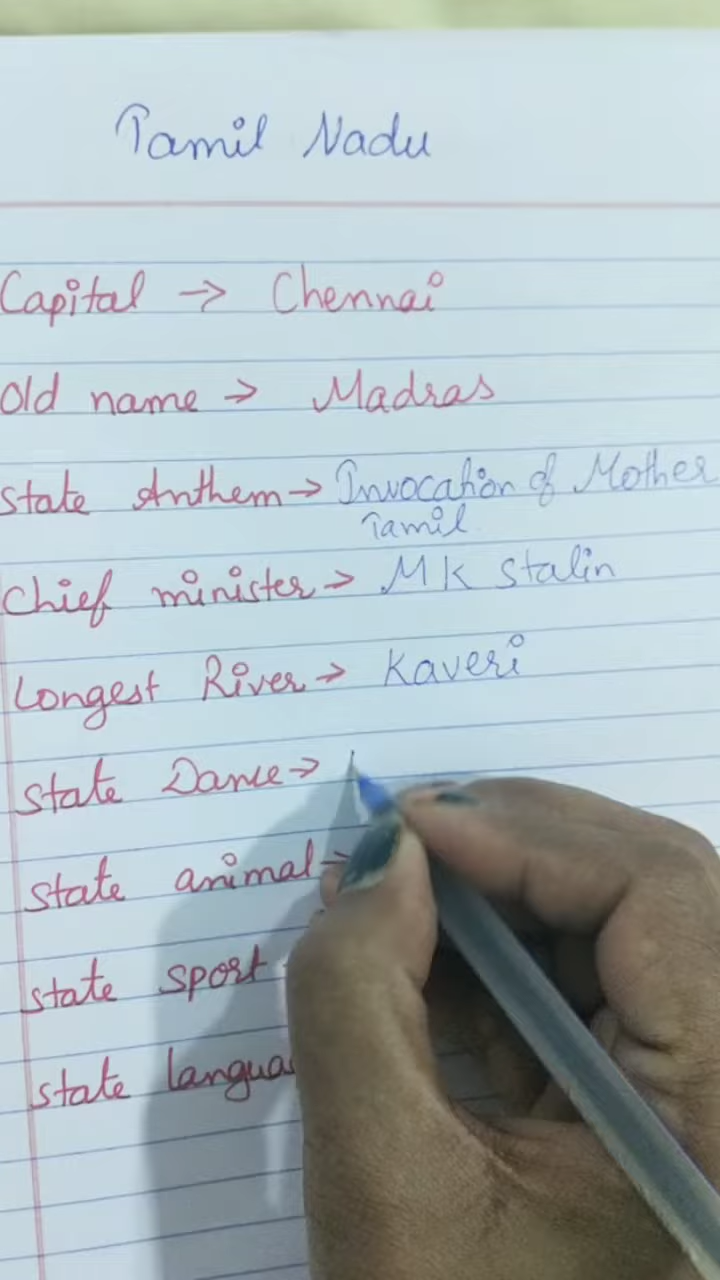 Tamil Nadu
Capital → Chennai
Old name → Madras
State Anthem → Invocation of Mother
Tamil
Chief minister → MK Stalin
Longest River → Kaveri
State Dance →
State animal →
State sport
State langua